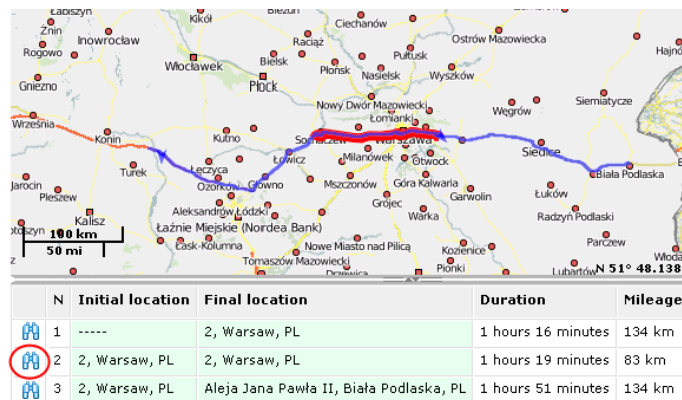 Łabiszyn
Żnin
Kikół
Bieżuń
Ciechanów
Inowrocław
Raciąż
Ostrów Mazowiecka
Rogowo
Włocławek
Bielsk
Płońsk
Pułtusk
Nasielsk
Wyszków
Hajnó
Gniezno
Płock
Nowy Dwór Mazowiecki
Siemiatycze
Łomianki
Węgrów
Września
Konin
Kutno
Sochaczew
Warszawa
Siedlce
Turek
Łęczyca
Łowicz
Milanówek
Otwock
Biała Podlaska
Jarocin
Ozorków
Głowno
Mszczonów
Góra Kalwaria
Łuków
Pleszew
Garwolin
Aleksandrów Łódzki
Grójec
Radzyń Podlaski
Kalisz
Warka
Łaźnie Miejskie (Nordea Bank)
100 km
Parczew
50 mi
Łask-Kolumna
Nowe Miasto nad Pilicą
Kozienice
Tomaszów Mazowiecki
Pionki
Lubartów
N 51° 48.138
N Initial location Final location Duration Mileage
1 ----- 2, Warsaw, PL 1 hours 16 minutes 134 km
2 2, Warsaw, PL 2, Warsaw, PL 1 hours 19 minutes 83 km
3 2, Warsaw, PL Aleja Jana Pawła II, Biała Podlaska, PL 1 hours 51 minutes 134 km